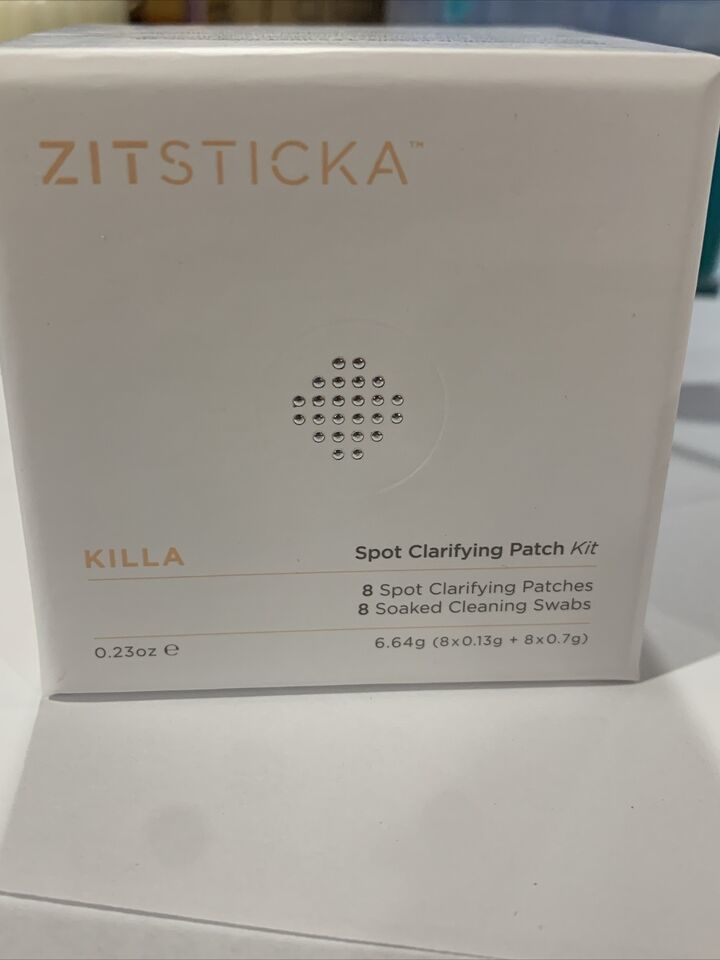 ZITSTICKA™
KILLA
Spot Clarifying Patch Kit
8 Spot Clarifying Patches
8 Soaked Cleaning Swabs
0.23oz ℮
6.64g (8x0.13g + 8x0.7g)